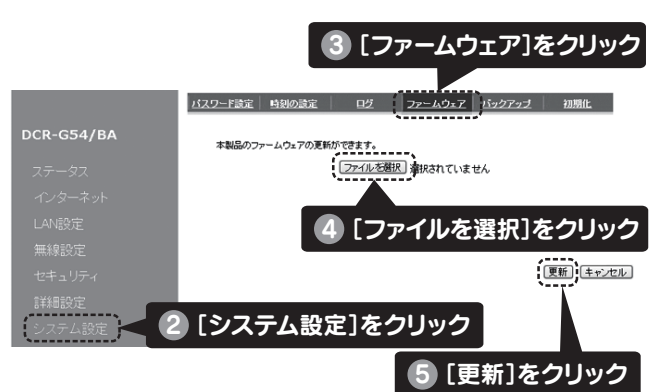 ③ [ファームウェア]をクリック
パスワード設定 時刻の設定 ログ ファームウェア バックアップ 初期化
DCR-G54/BA
本製品のファームウェアの更新ができます。
ファイルを選択 選択されていません
ステータス
インターネット
LAN設定
無線設定
セキュリティ
詳細設定
システム設定
④ [ファイルを選択]をクリック
更新 キャンセル
② [システム設定]をクリック
⑤ [更新]をクリック